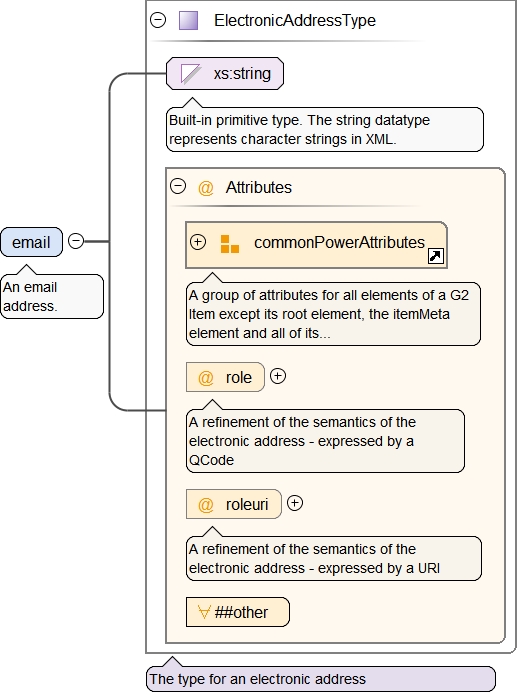 ElectronicAddressType
xs:string
Built-in primitive type. The string datatype
represents character strings in XML.
@ Attributes
email
An email
address.
commonPowerAttributes
A group of attributes for all elements of a G2
Item except its root element, the itemMeta
element and all of its...
@ role
A refinement of the semantics of the
electronic address - expressed by a
QCode
@ roleuri
A refinement of the semantics of the
electronic address - expressed by a URI
##other
The type for an electronic address